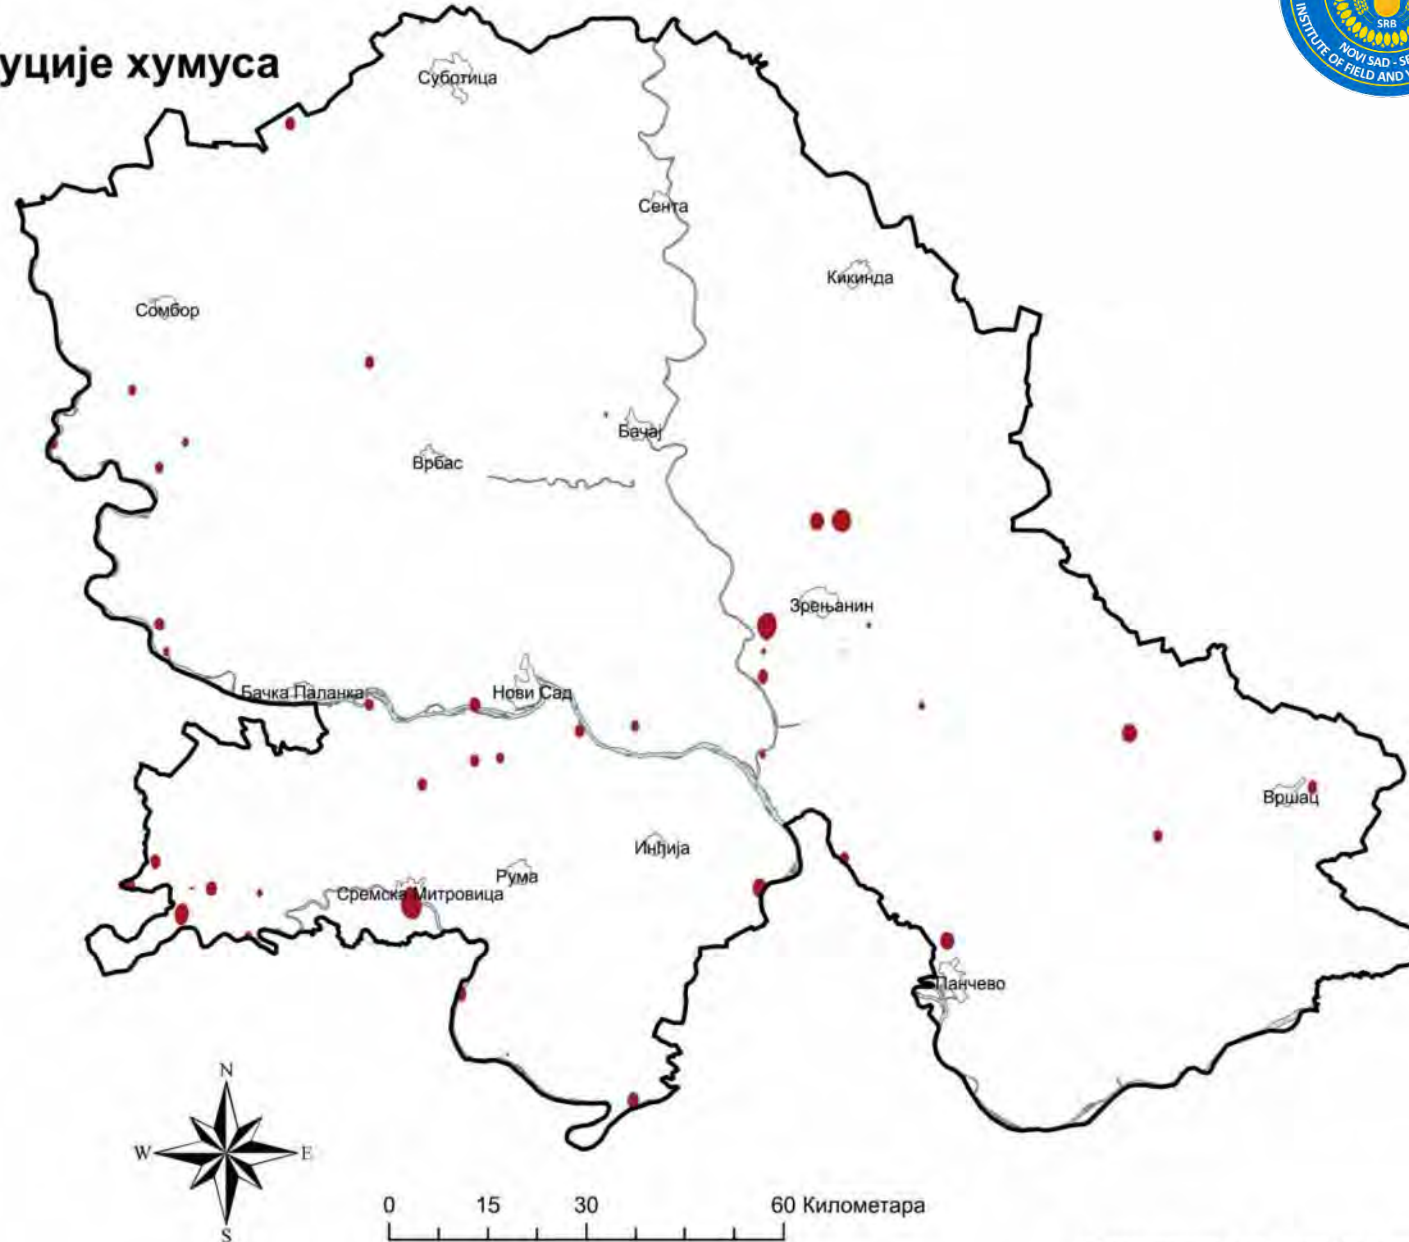 уције хумуса
SRB
NOVI SAD - SE
INSTITUTE OF FIELD AND V
Суботица
Сента
Кикинда
Сомбор
Бачај
Врбас
Зрењанин
Бачка Паланка
Нови Сад
Вршац
Инђија
Рума
Сремска Митровица
Панчево
N
W
E
S
0 15 30 60 Километара